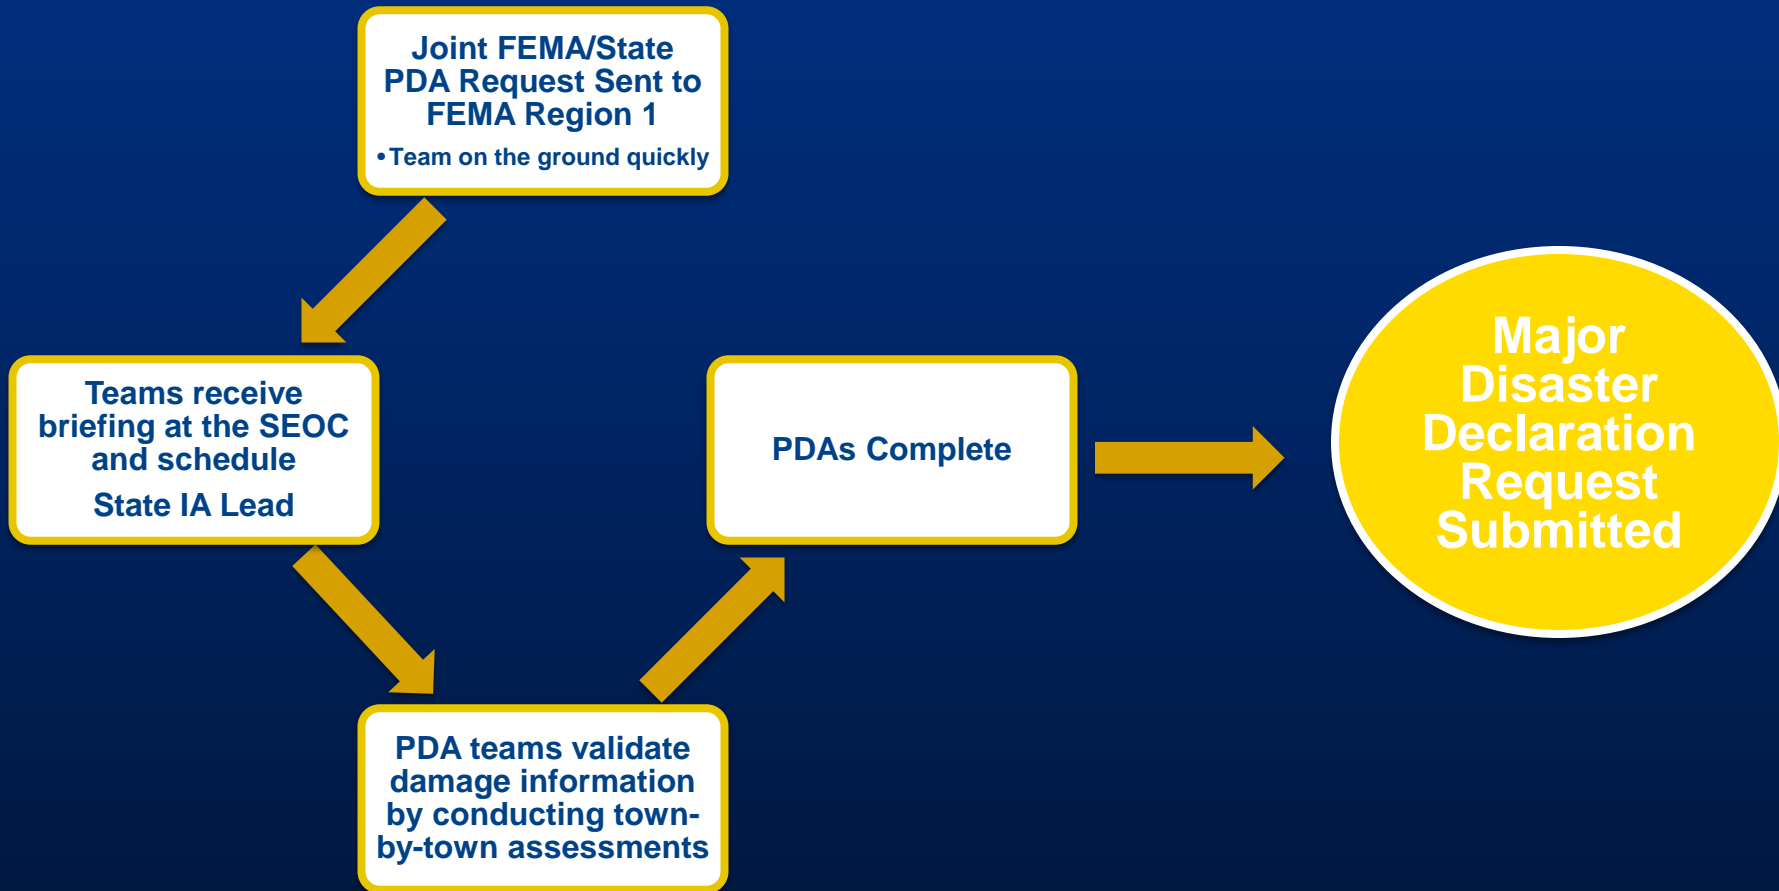 Joint FEMA/State
PDA Request Sent to
FEMA Region 1
• Team on the ground quickly
Teams receive
briefing at the SEOC
and schedule
State IA Lead
PDA teams validate
damage information
by conducting town-
by-town assessments
PDAs Complete
Major
Disaster
Declaration
Request
Submitted